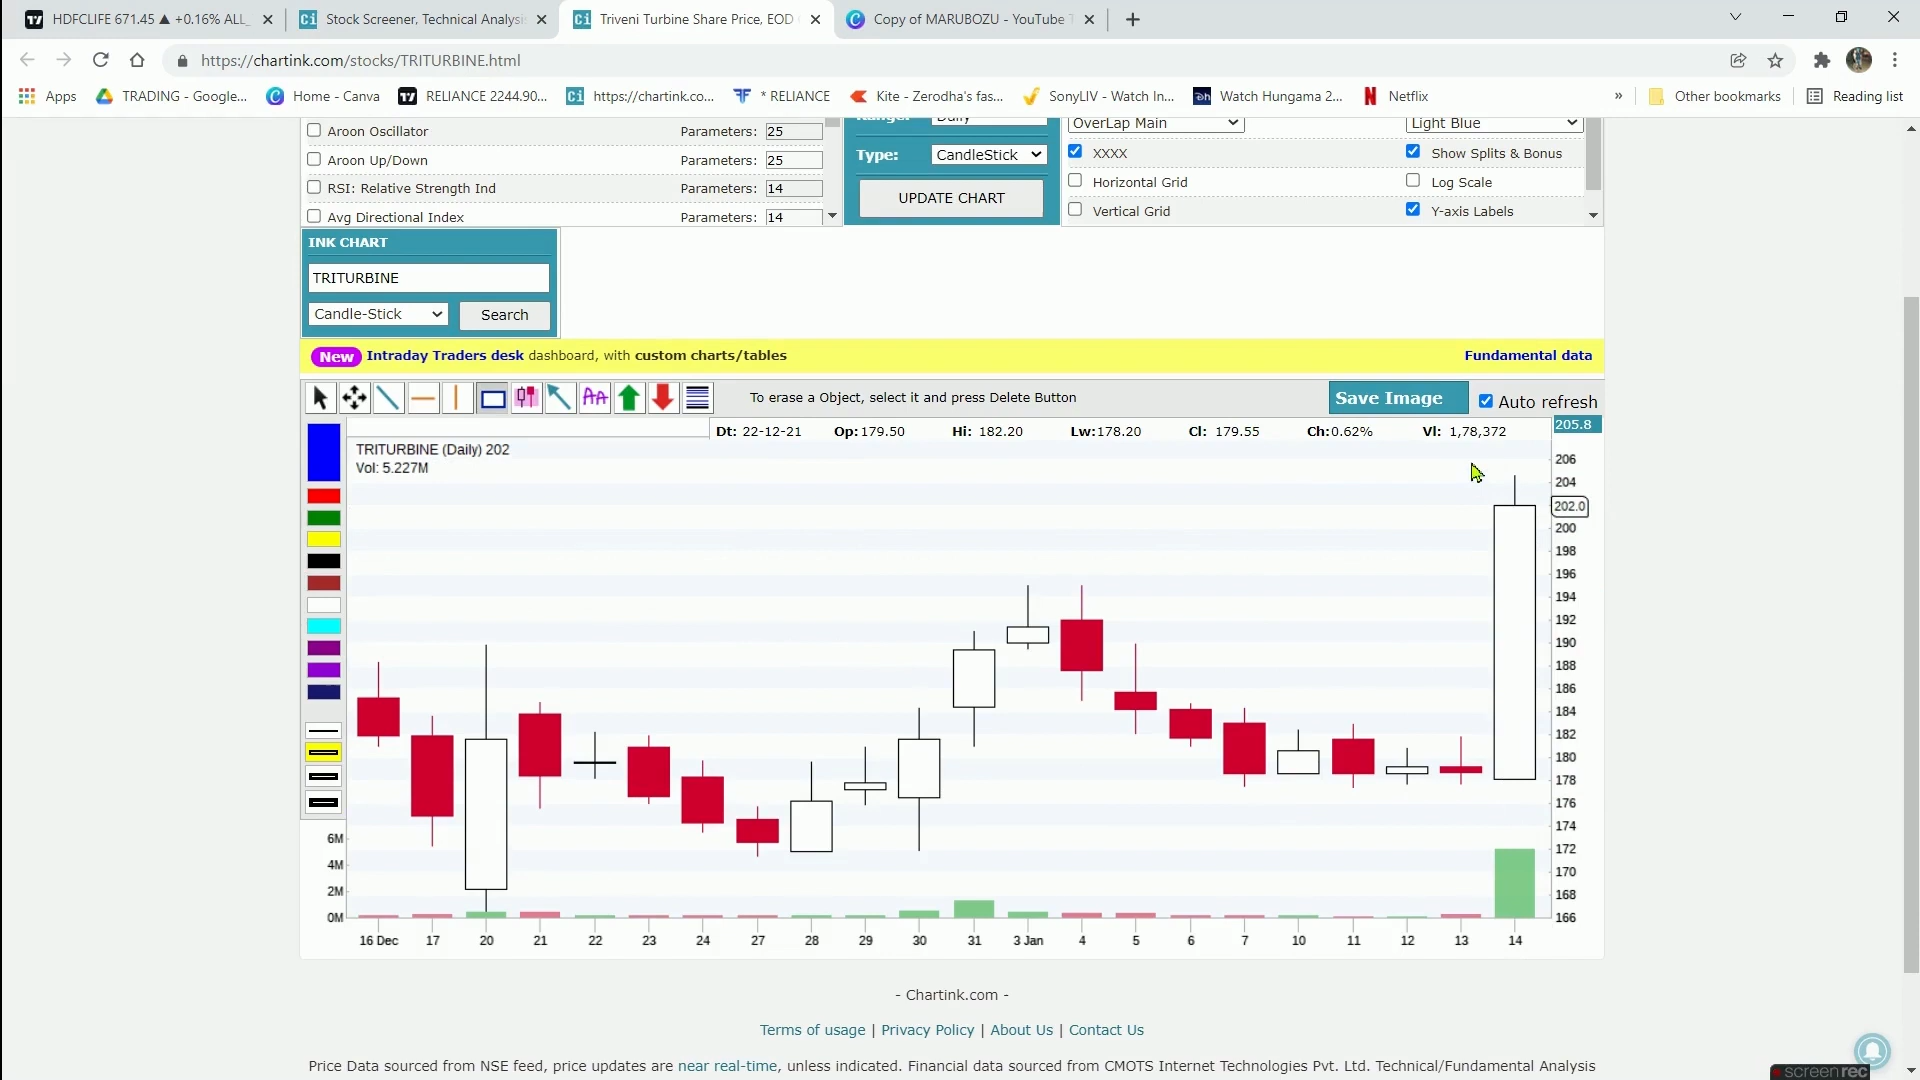 HDFCLIFE 671.45 ▲ +0.16% ALL_
Stock Screener, Technical Analysis
Triveni Turbine Share Price, EOD
Copy of MARUBOZU - YouTube T
https://chartink.com/stocks/TRITURBINE.html
Apps
TRADING - Google...
Home - Canva
RELIANCE 2244.90...
https://chartink.co...
* RELIANCE
Kite - Zerodha's fas...
SonyLIV - Watch In...
Watch Hungama 2...
Netflix
»
Other bookmarks
Reading list
Aroon Oscillator Parameters: 25
Aroon Up/Down Parameters: 25
RSI: Relative Strength Ind Parameters: 14
Avg Directional Index Parameters: 14
Range: Daily
Type: CandleStick
UPDATE CHART
OverLap Main Light Blue
XXXX Show Splits & Bonus
Horizontal Grid Log Scale
Vertical Grid Y-axis Labels
INK CHART
TRITURBINE
Candle-Stick Search
New Intraday Traders desk dashboard, with custom charts/tables Fundamental data
To erase a Object, select it and press Delete Button
Save Image Auto refresh
Dt: 22-12-21 Op:179.50 Hi: 182.20 Lw:178.20 Cl: 179.55 Ch:0.62% Vl: 1,78,372 205.8
TRITURBINE (Daily) 202
Vol: 5.227M
206
204
202.0
200
198
196
194
192
190
188
186
184
182
180
178
176
174
172
170
168
166
6M
4M
2M
0M
16 Dec 17 20 21 22 23 24 27 28 29 30 31 3 Jan 4 5 6 7 10 11 12 13 14
- Chartink.com -
Terms of usage | Privacy Policy | About Us | Contact Us
Price Data sourced from NSE feed, price updates are near real-time, unless indicated. Financial data sourced from CMOTS Internet Technologies Pvt. Ltd. Technical/Fundamental Analysis
screenrec